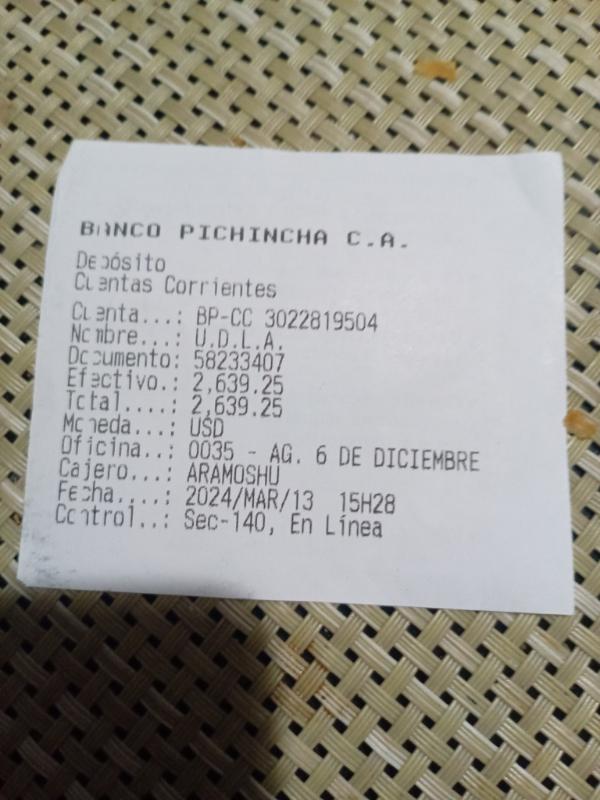 BANCO PICHINCHA C.A.
Depósito
Cuentas Corrientes
Cuenta...: BP-CC 3022819504
Nombre...: U.D.L.A.
Documento: 58233407
Efectivo.: 2,639.25
Total....: 2,639.25
Moneda...: USD
Oficina..: 0035 - AG. 6 DE DICIEMBRE
Cajero...: ARAMOSHU
Fecha....: 2024/MAR/13 15H28
Control..: Sec-140, En Línea